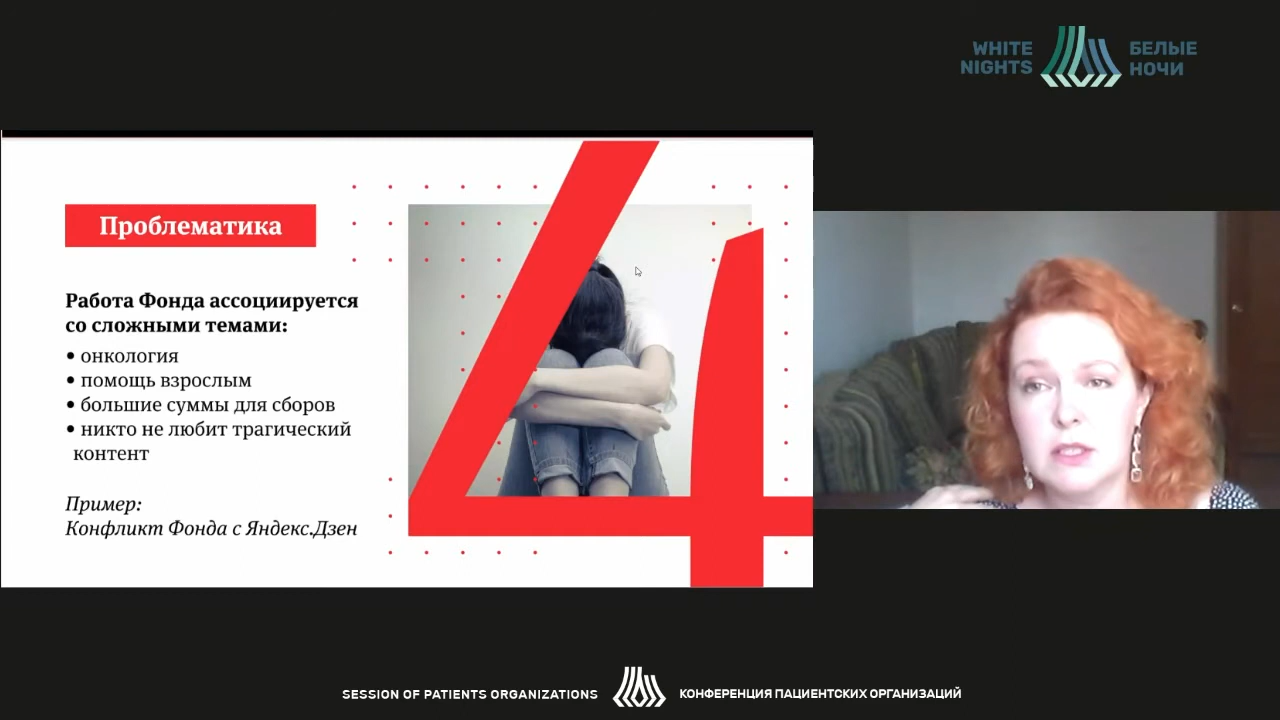 WHITE
NIGHTS
БЕЛЫЕ
НОЧИ
Проблематика
Работа Фонда ассоциируется
со сложными темами:
• онкология
• помощь взрослым
• большие суммы для сборов
• никто не любит трагический
контент
Пример:
Конфликт Фонда с Яндекс.Дзен
4
SESSION OF PATIENTS ORGANIZATIONS
КОНФЕРЕНЦИЯ ПАЦИЕНТСКИХ ОРГАНИЗАЦИЙ